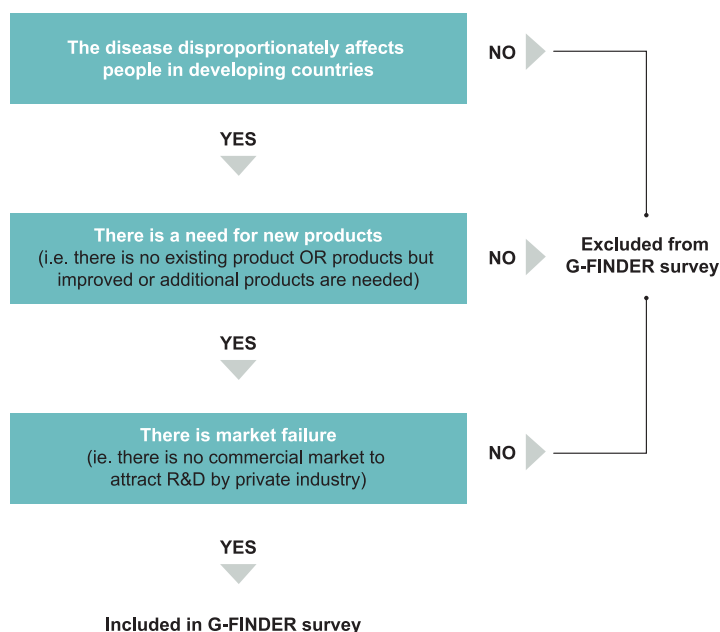 The disease disproportionately affects
people in developing countries
NO
YES
There is a need for new products
(i.e. there is no existing product OR products but
improved or additional products are needed)
NO
Excluded from
G-FINDER survey
YES
There is market failure
(ie. there is no commercial market to
attract R&D by private industry)
NO
YES
Included in G-FINDER survey